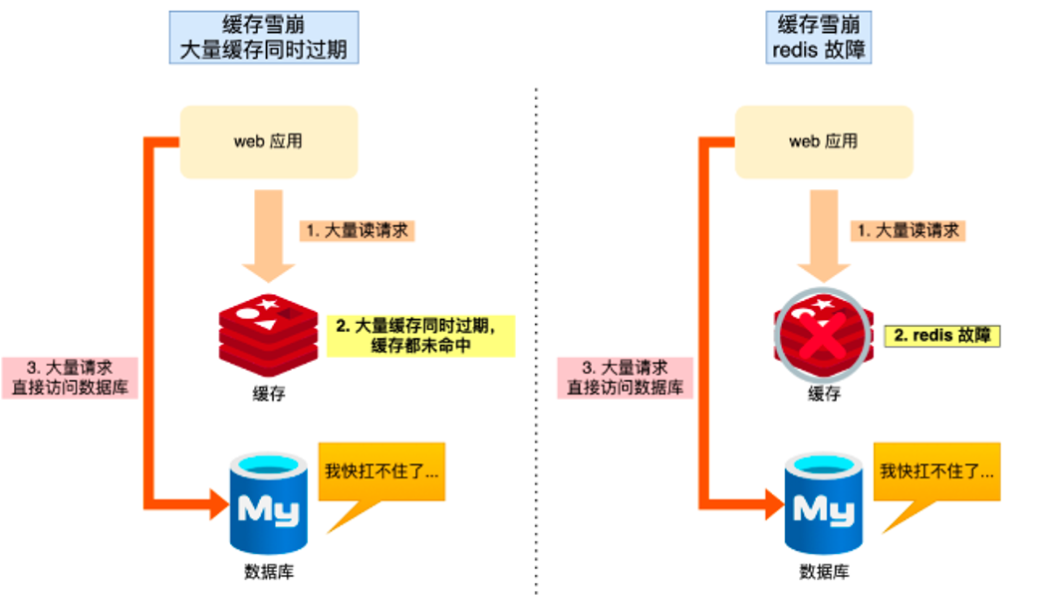 缓存雪崩
大量缓存同时过期
web 应用
1. 大量读请求
2. 大量缓存同时过期，
缓存都未命中
缓存
3. 大量请求
直接访问数据库
我快扛不住了...
My
数据库
缓存雪崩
redis 故障
web 应用
1. 大量读请求
2. redis 故障
缓存
3. 大量请求
直接访问数据库
我快扛不住了...
My
数据库